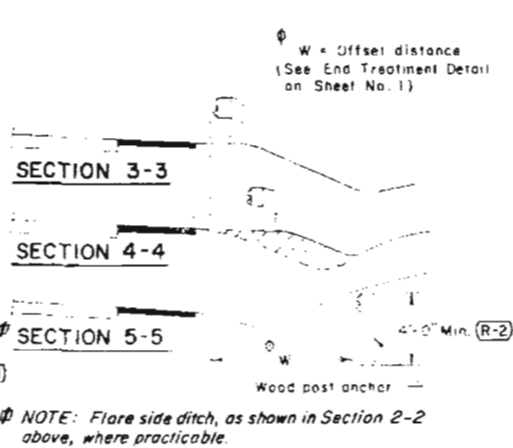 ф
W = Offset distance
(See End Treatment Detail
on Sheet No. 1)
SECTION 3-3
SECTION 4-4
ф SECTION 5-5
4'-0" Min. R-2
ф
W
Wood post anchor
ф NOTE: Flare side ditch, as shown in Section 2-2
above, where practicable.